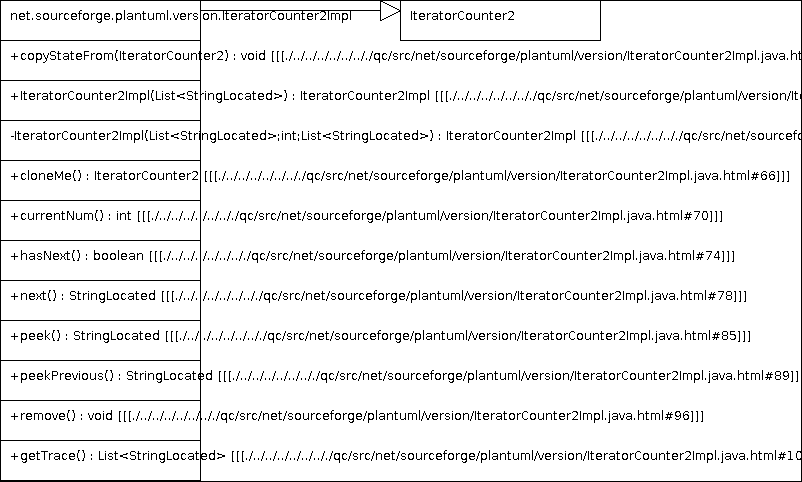 net.sourceforge.plantuml.version.IteratorCounter2Impl
IteratorCounter2
+copyStateFrom(IteratorCounter2) : void [[[./../../../../../../../qc/src/net/sourceforge/plantuml/version/IteratorCounter2Impl.java.ht
+IteratorCounter2Impl(List<StringLocated>) : IteratorCounter2Impl [[[./../../../../../../../qc/src/net/sourceforge/plantuml/version/Ite
-IteratorCounter2Impl(List<StringLocated>;int;List<StringLocated>) : IteratorCounter2Impl [[[./../../../../../../../qc/src/net/sourcefo
+cloneMe() : IteratorCounter2 [[[./../../../../../../../qc/src/net/sourceforge/plantuml/version/IteratorCounter2Impl.java.html#66]]]
+currentNum() : int [[[./../../../../../../../qc/src/net/sourceforge/plantuml/version/IteratorCounter2Impl.java.html#70]]]
+hasNext() : boolean [[[./../../../../../../../qc/src/net/sourceforge/plantuml/version/IteratorCounter2Impl.java.html#74]]]
+next() : StringLocated [[[./../../../../../../../qc/src/net/sourceforge/plantuml/version/IteratorCounter2Impl.java.html#78]]]
+peek() : StringLocated [[[./../../../../../../../qc/src/net/sourceforge/plantuml/version/IteratorCounter2Impl.java.html#85]]]
+peekPrevious() : StringLocated [[[./../../../../../../../qc/src/net/sourceforge/plantuml/version/IteratorCounter2Impl.java.html#89]]]
+remove() : void [[[./../../../../../../../qc/src/net/sourceforge/plantuml/version/IteratorCounter2Impl.java.html#96]]]
+getTrace() : List<StringLocated> [[[./../../../../../../../qc/src/net/sourceforge/plantuml/version/IteratorCounter2Impl.java.html#10